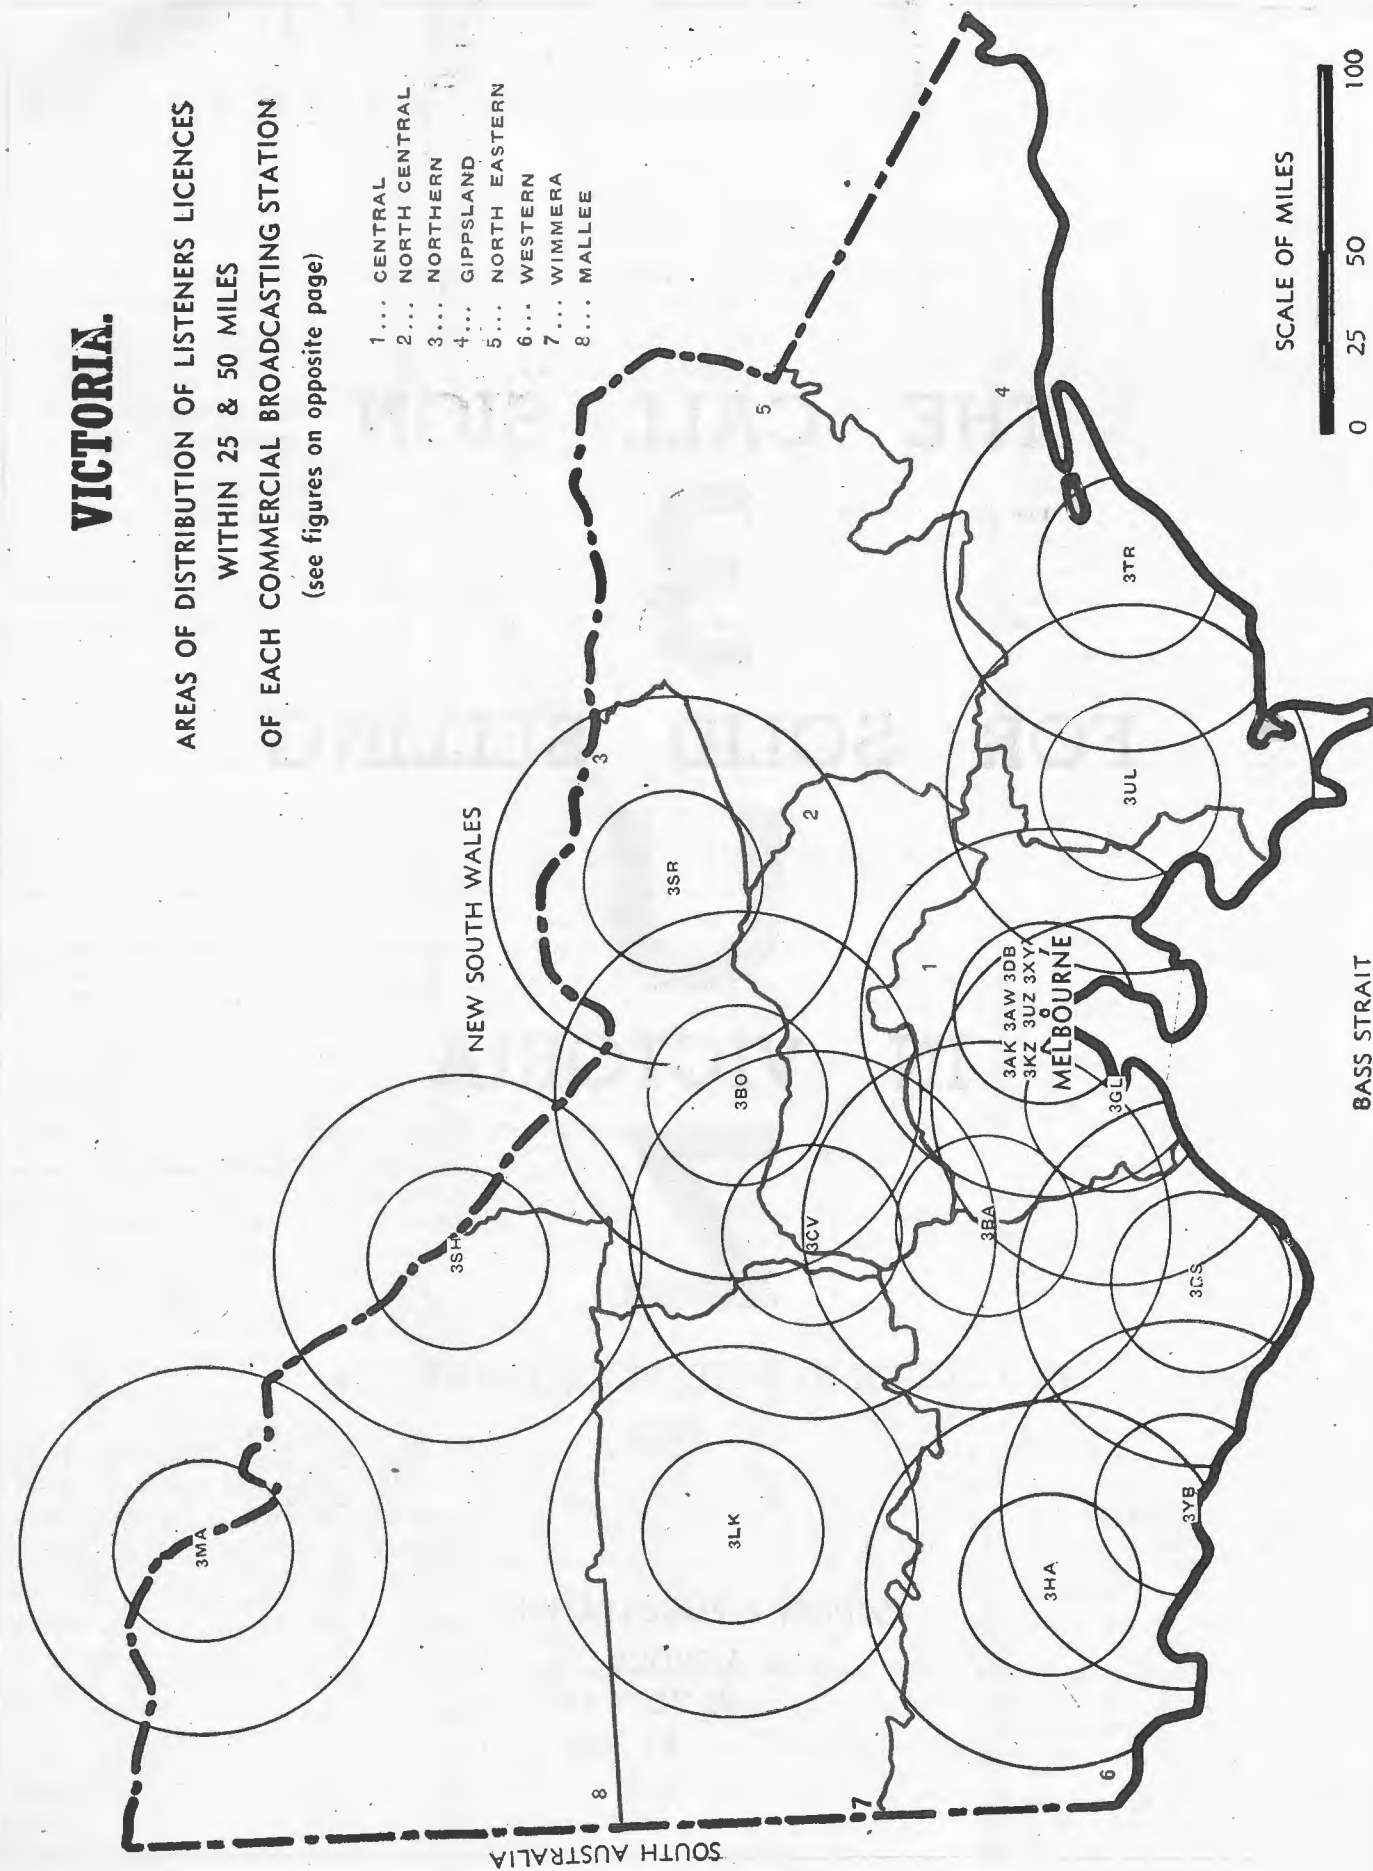 VICTORIA.
AREAS OF DISTRIBUTION OF LISTENERS LICENCES
WITHIN 25 & 50 MILES
OF EACH COMMERCIAL BROADCASTING STATION
(see figures on opposite page)
1... CENTRAL
2... NORTH CENTRAL
3... NORTHERN
4... GIPPSLAND
5... NORTH EASTERN
6... WESTERN
7... WIMMERA
8... MALLEE
NEW SOUTH WALES
SOUTH AUSTRALIA
3MA
3SH
8
3LK
3BO
3SR
3
5
3CV
2
7
3BA
1
3AK 3AW 3DB
3KZ 3UZ 3XY
MELBOURNE
4
3HA
6
3GL
3UL
3TR
3YB
3CS
SCALE OF MILES
0 25 50 100
BASS STRAIT